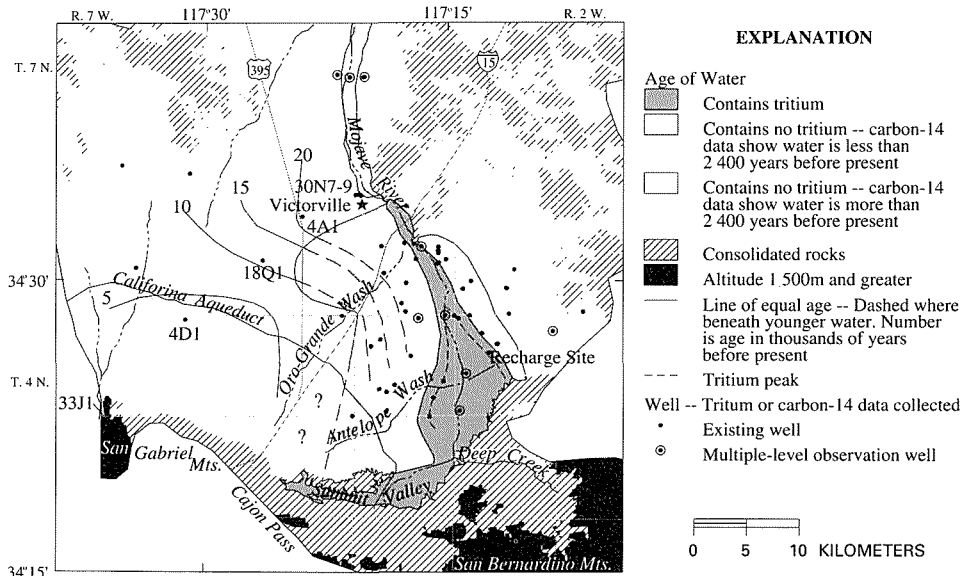 R. 7 W.
117°30'
117°15'
R. 2 W.
T. 7 N.
395
15
Mojave River
20
15
10
30N7-9
Victorville
4A1
18Q1
34°30'
5
California Aqueduct
4D1
Oro-Grande Wash
Recharge Site
T. 4 N.
33J1
?
?
Antelope Wash
San Gabriel Mts.
Deep Creek
Summit Valley
Cajon Pass
San Bernardino Mts.
34°15'
EXPLANATION
Age of Water
Contains tritium
Contains no tritium -- carbon-14
data show water is less than
2 400 years before present
Contains no tritium -- carbon-14
data show water is more than
2 400 years before present
Consolidated rocks
Altitude 1 500m and greater
Line of equal age -- Dashed where
beneath younger water. Number
is age in thousands of years
before present
Tritium peak
Well -- Tritum or carbon-14 data collected
Existing well
Multiple-level observation well
0 5 10 KILOMETERS